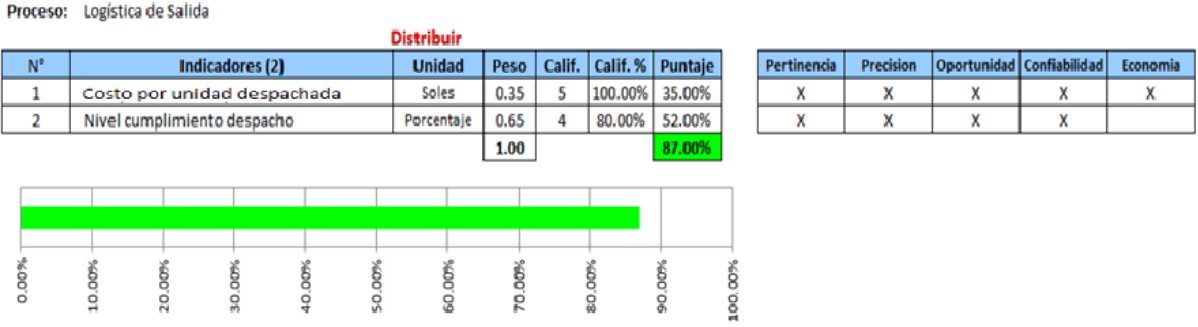 Proceso: Logística de Salida
Distribuir
N° Indicadores (2) Unidad Peso Calif. Calif. % Puntaje Pertinencia Precision Oportunidad Confiabilidad Economia
1 Costo por unidad despachada Soles 0.35 5 100.00% 35.00% X X X X X
2 Nivel cumplimiento despacho Porcentaje 0.65 4 80.00% 52.00% X X X X
1.00 87.00%
0.00% 10.00% 20.00% 30.00% 40.00% 50.00% 60.00% 70.00% 80.00% 90.00% 100.00%